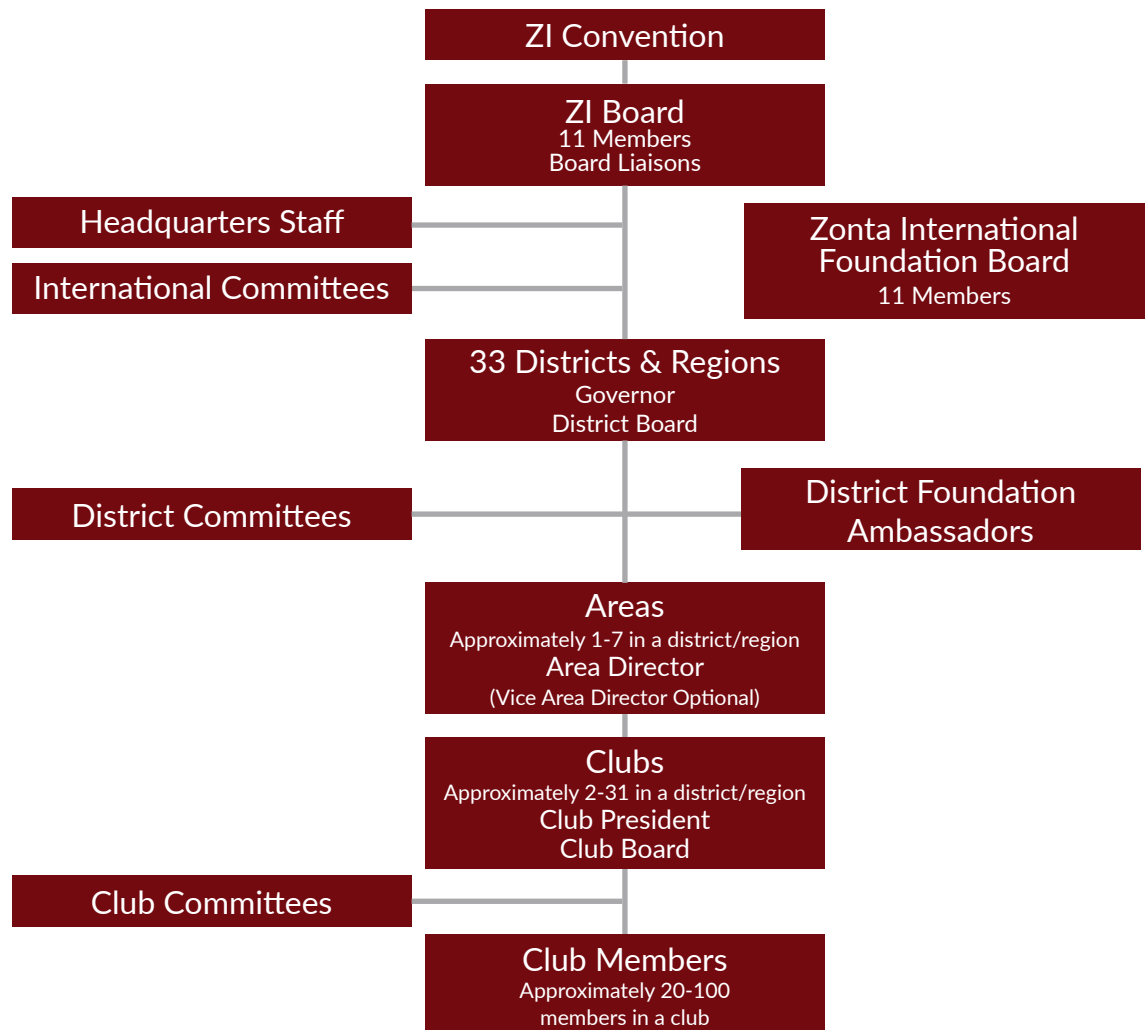 ZI Convention
ZI Board
11 Members
Board Liaisons
Headquarters Staff
International Committees
Zonta International
Foundation Board
11 Members
33 Districts & Regions
Governor
District Board
District Committees
District Foundation
Ambassadors
Areas
Approximately 1-7 in a district/region
Area Director
(Vice Area Director Optional)
Clubs
Approximately 2-31 in a district/region
Club President
Club Board
Club Committees
Club Members
Approximately 20-100
members in a club